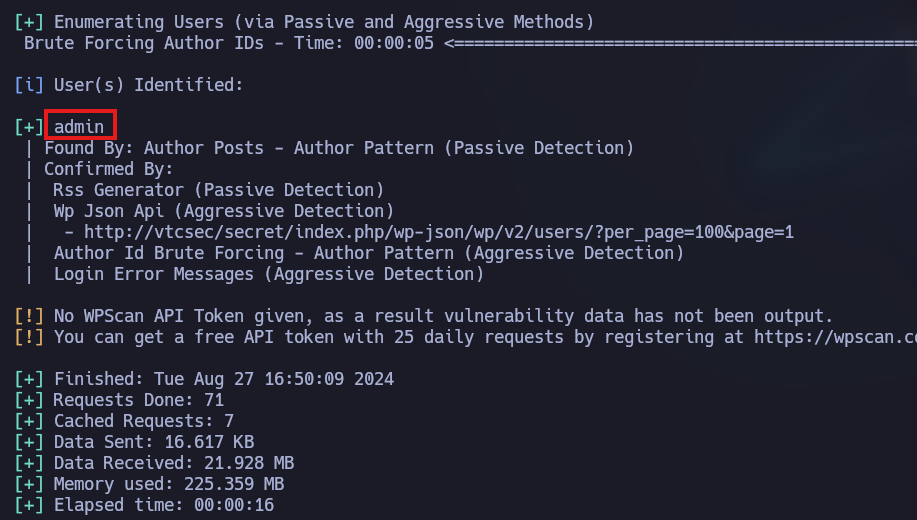 [+] Enumerating Users (via Passive and Aggressive Methods)
Brute Forcing Author IDs - Time: 00:00:05 <==================================================
[i] User(s) Identified:
[+] admin
| Found By: Author Posts - Author Pattern (Passive Detection)
| Confirmed By:
|  Rss Generator (Passive Detection)
|  Wp Json Api (Aggressive Detection)
|   - http://vtcsec/secret/index.php/wp-json/wp/v2/users/?per_page=100&page=1
|  Author Id Brute Forcing - Author Pattern (Aggressive Detection)
|  Login Error Messages (Aggressive Detection)
[!] No WPScan API Token given, as a result vulnerability data has not been output.
[!] You can get a free API token with 25 daily requests by registering at https://wpscan.co
[+] Finished: Tue Aug 27 16:50:09 2024
[+] Requests Done: 71
[+] Cached Requests: 7
[+] Data Sent: 16.617 KB
[+] Data Received: 21.928 MB
[+] Memory used: 225.359 MB
[+] Elapsed time: 00:00:16